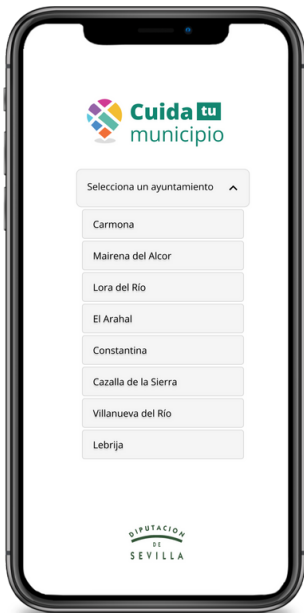 Cuida tu
municipio
Selecciona un ayuntamiento
Carmona
Mairena del Alcor
Lora del Río
El Arahal
Constantina
Cazalla de la Sierra
Villanueva del Río
Lebrija
DIPUTACION
DE
SEVILLA